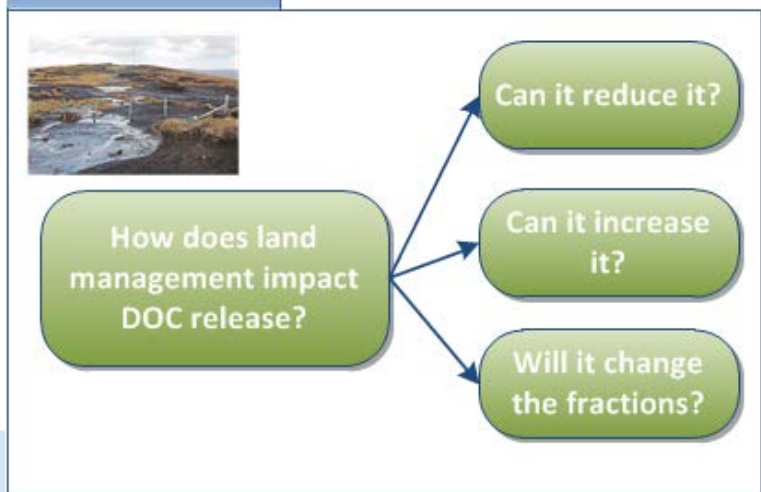 How does land
management impact
DOC release?
Can it reduce it?
Can it increase
it?
Will it change
the fractions?